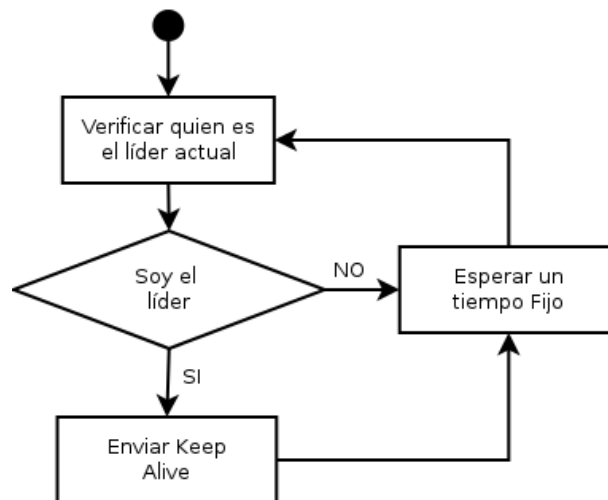 Verificar quien es
el líder actual
Soy el
líder
NO
Esperar un
tiempo Fijo
SI
Enviar Keep
Alive